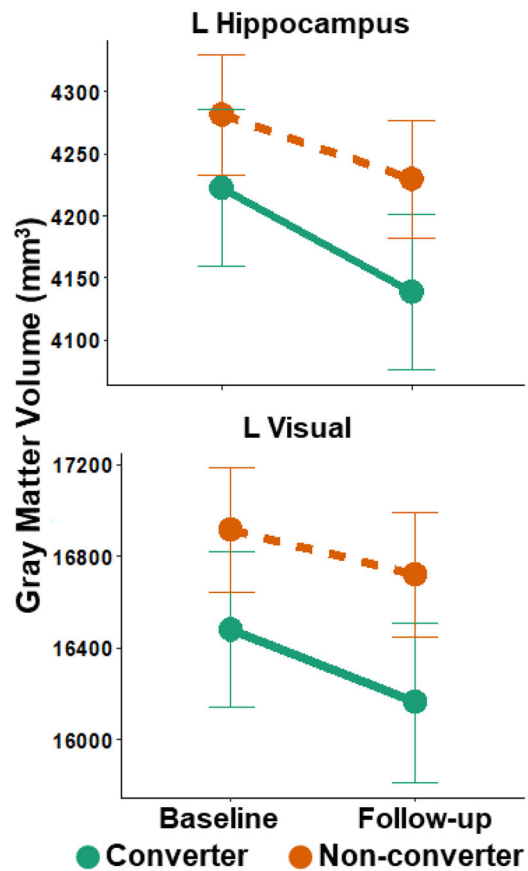 L Hippocampus
4300
4250
4200
4150
4100
Gray Matter Volume (mm³)
L Visual
17200
16800
16400
16000
Baseline Follow-up
Converter Non-converter